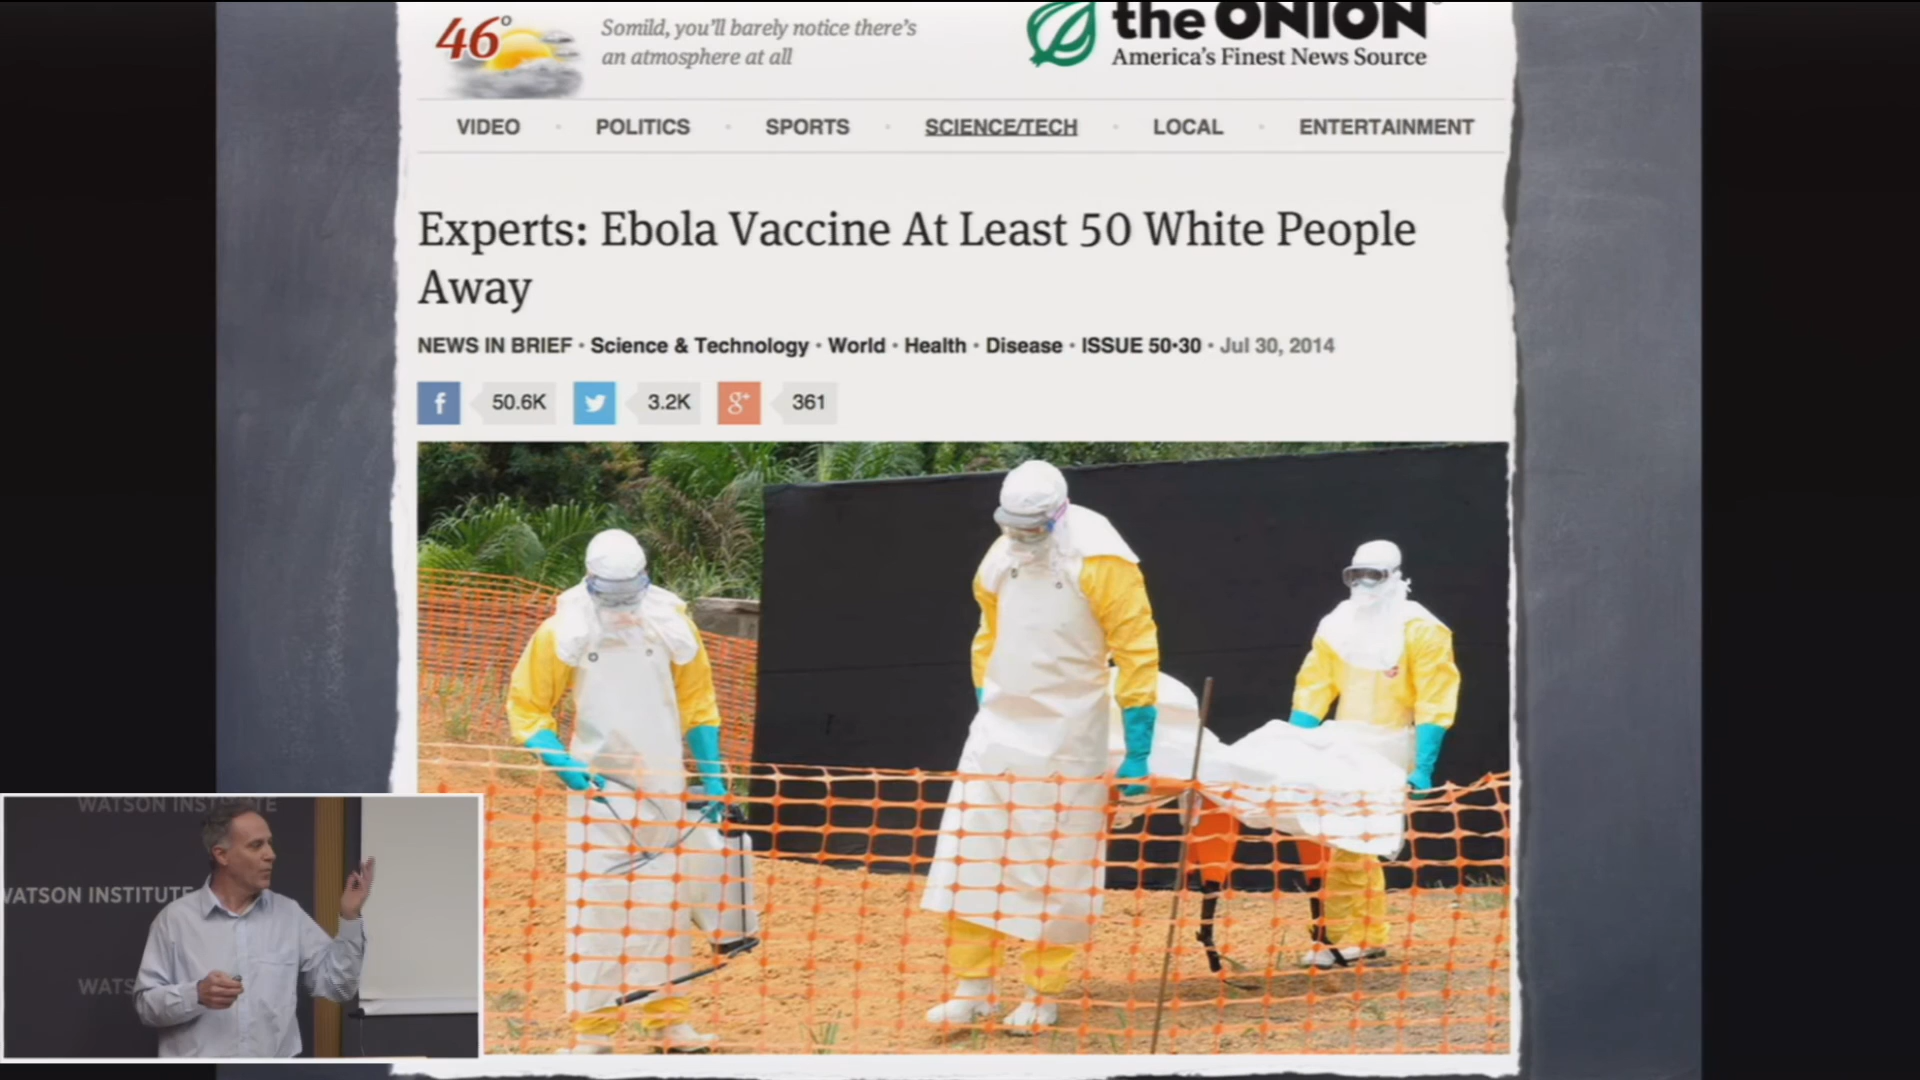 46°
Somild, you'll barely notice there's
an atmosphere at all
the ONION
America's Finest News Source
VIDEO · POLITICS · SPORTS · SCIENCE/TECH · LOCAL · ENTERTAINMENT
Experts: Ebola Vaccine At Least 50 White People
Away
NEWS IN BRIEF · Science & Technology · World · Health · Disease · ISSUE 50•30 · Jul 30, 2014
f 50.6K 3.2K g+ 361
WATSON INSTITUTE
WATSON INSTITUTE
WATS